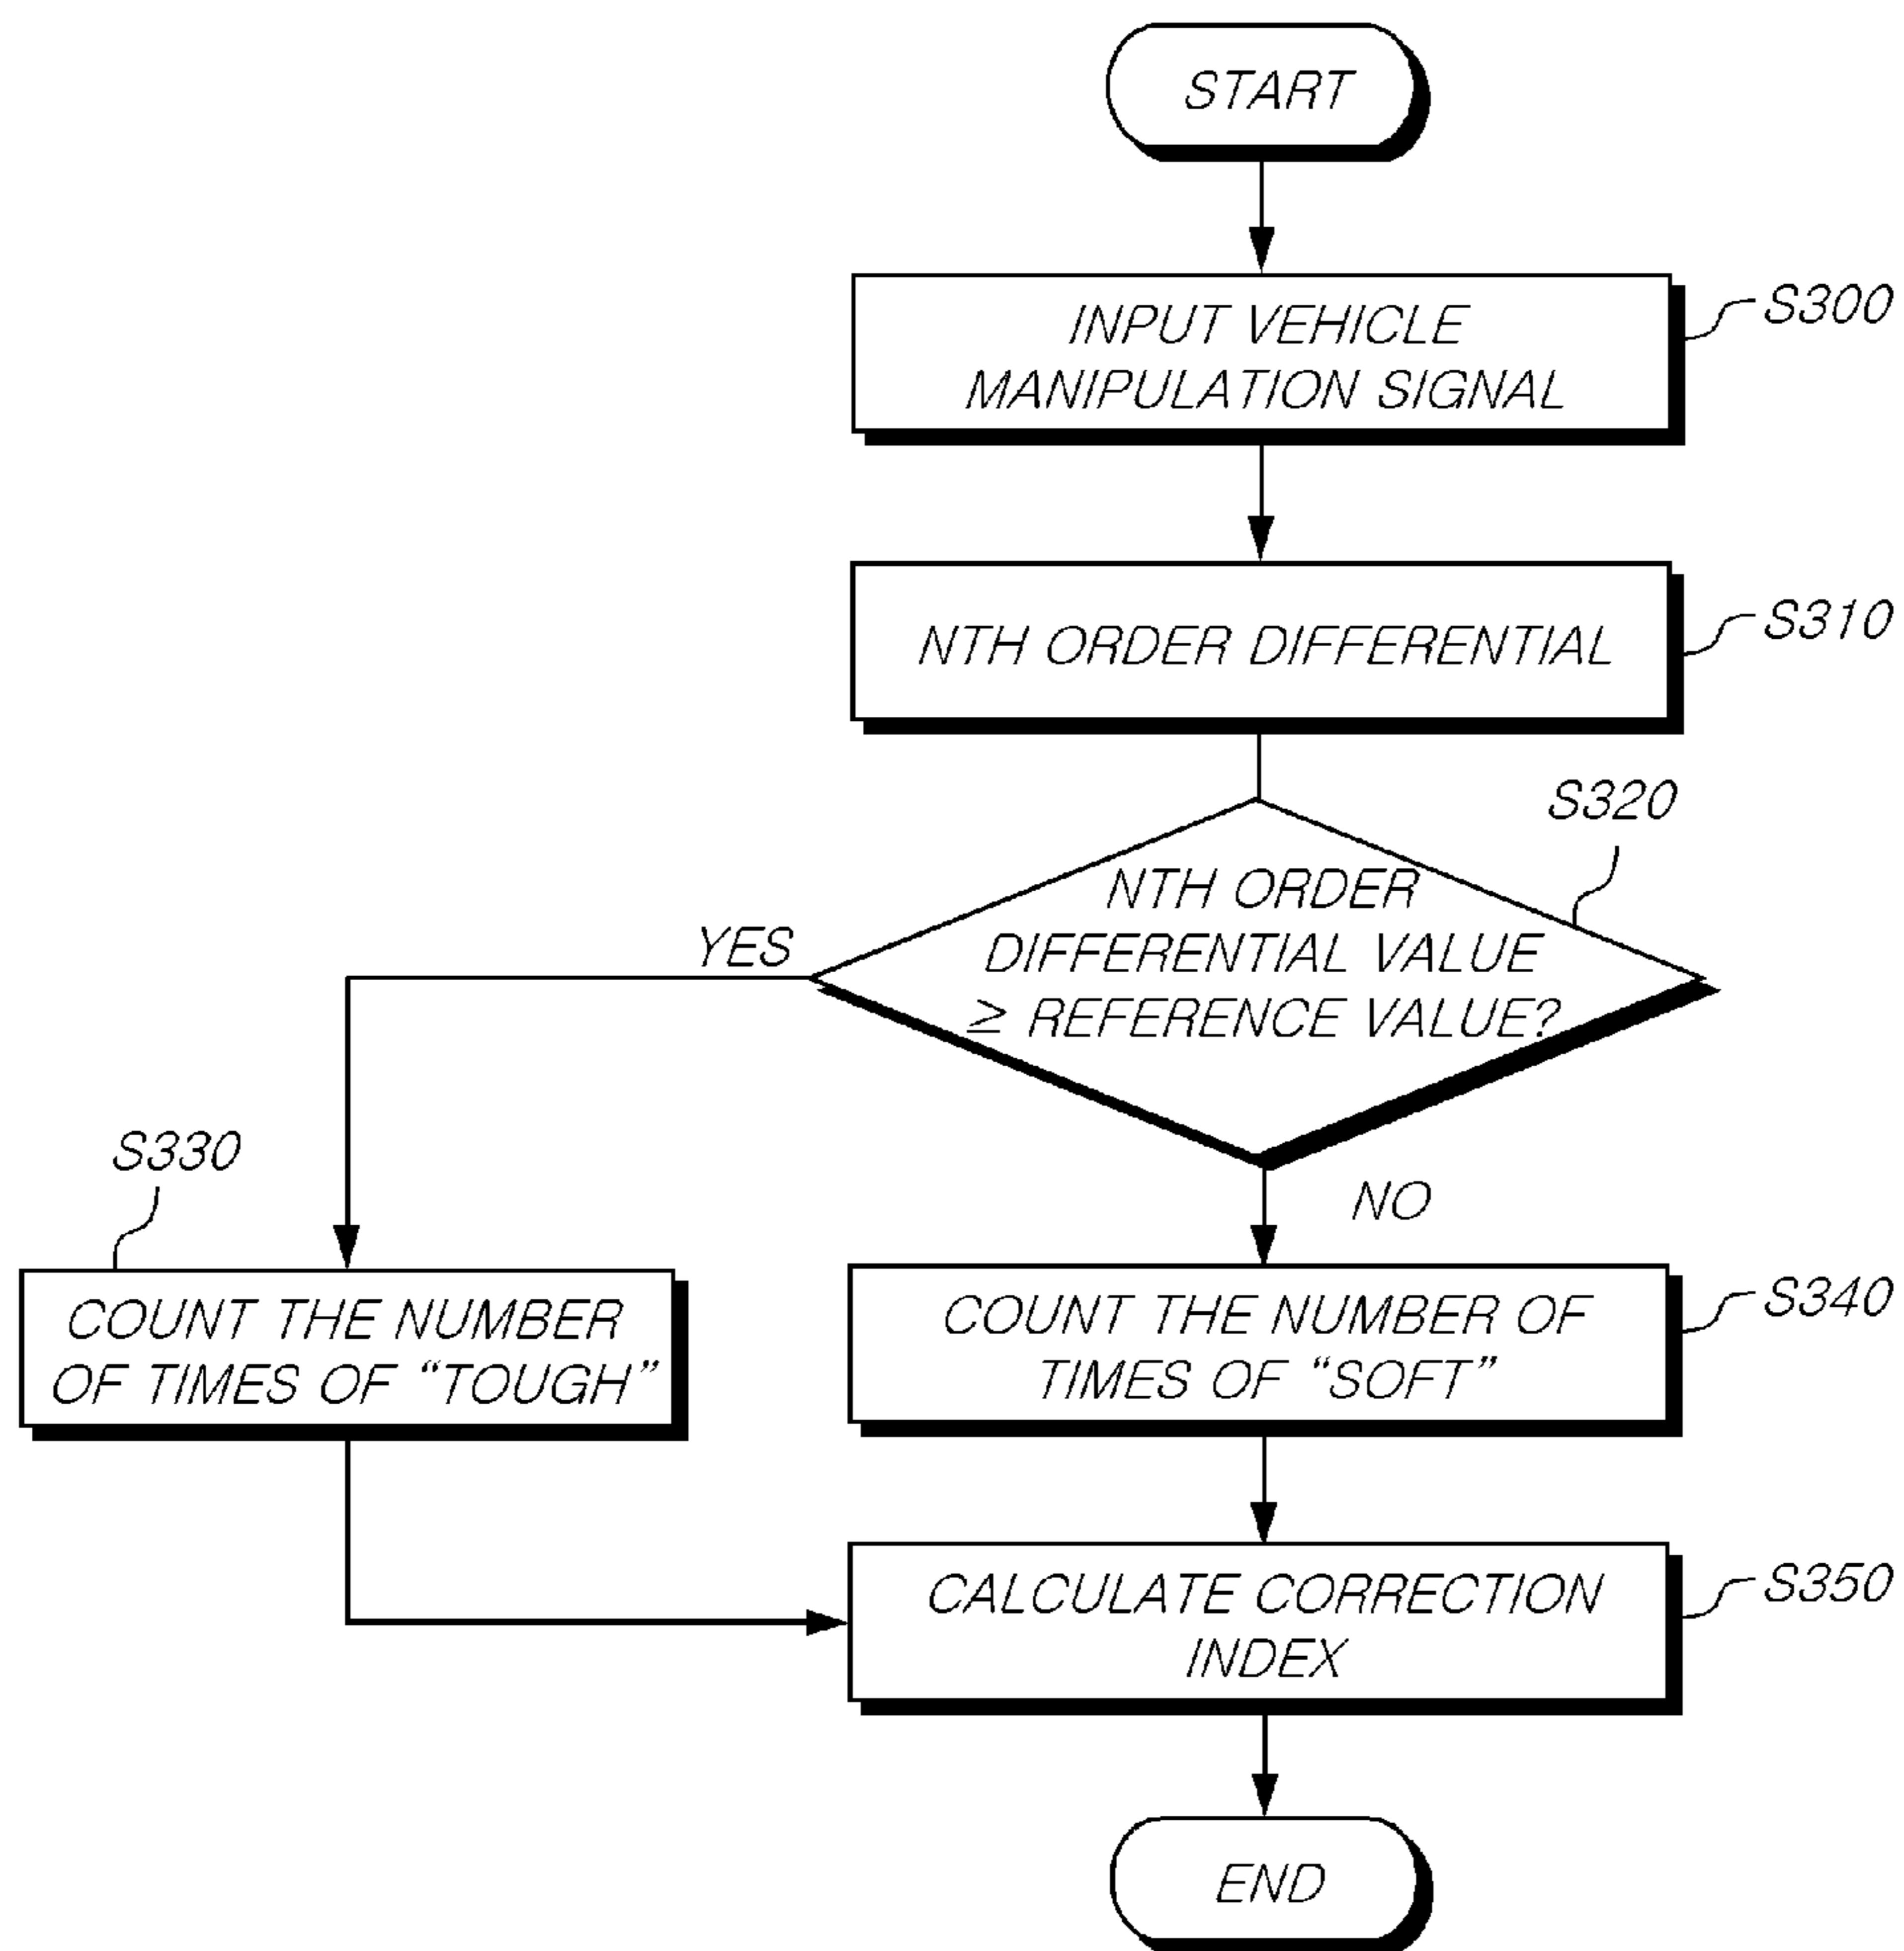 START
INPUT VEHICLE
MANIPULATION SIGNAL
S300
NTH ORDER DIFFERENTIAL
S310
S320
NTH ORDER
DIFFERENTIAL VALUE
≥ REFERENCE VALUE?
YES
NO
S330
COUNT THE NUMBER
OF TIMES OF “TOUGH”
COUNT THE NUMBER OF
TIMES OF “SOFT”
S340
CALCULATE CORRECTION
INDEX
S350
END